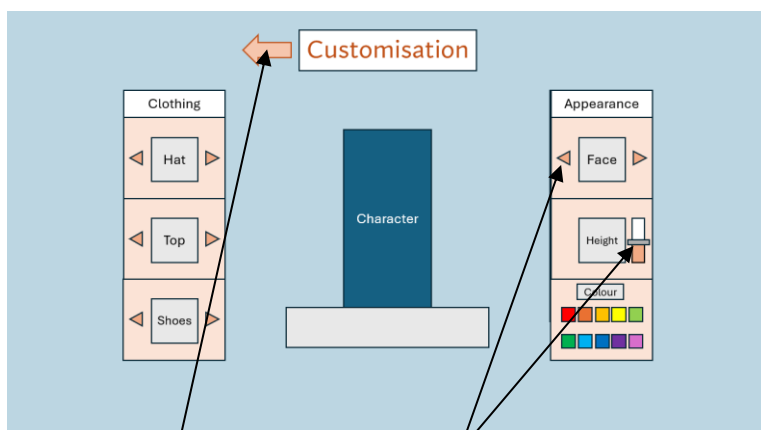 Customisation
Clothing
Hat
Top
Shoes
Character
Appearance
Face
Height
Colour